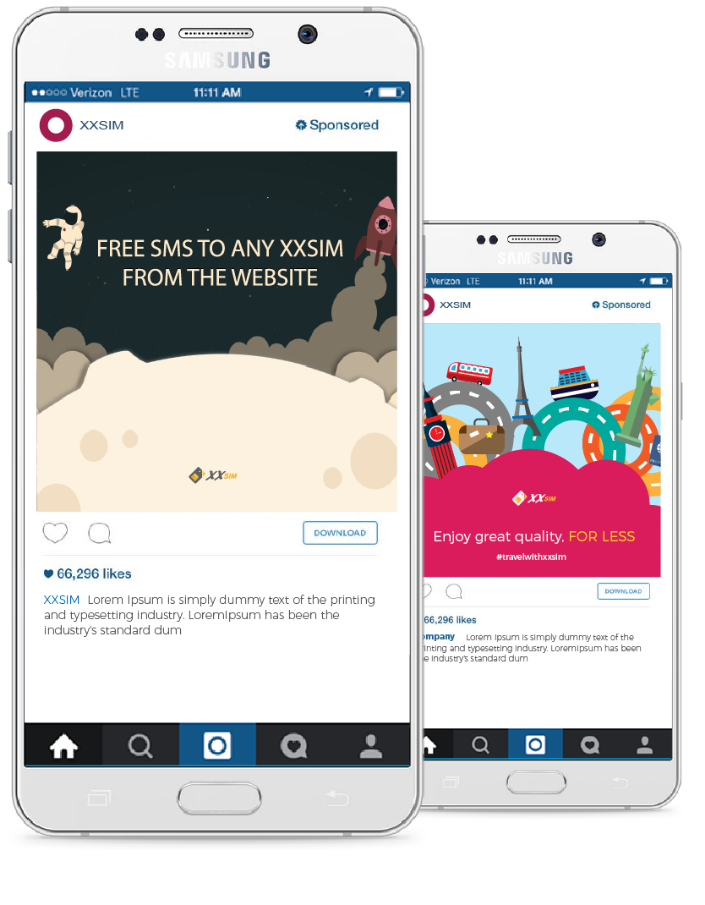 SAMSUNG
Verizon LTE 11:11 AM
XXSIM Sponsored
FREE SMS TO ANY XXSIM
FROM THE WEBSITE
XXSIM
DOWNLOAD
66,296 likes
XXSIM Lorem Ipsum is simply dummy text of the printing
and typesetting industry. LoremIpsum has been the
industry's standard dum
SAMSUNG
Verizon LTE 11:11 AM
XXSIM Sponsored
XXSIM
Enjoy great quality, FOR LESS
#travelwithxxsim
DOWNLOAD
66,296 likes
ompany Lorem Ipsum is simply dummy text of the
inting and typesetting industry. LoremIpsum has been
e industry's standard dum